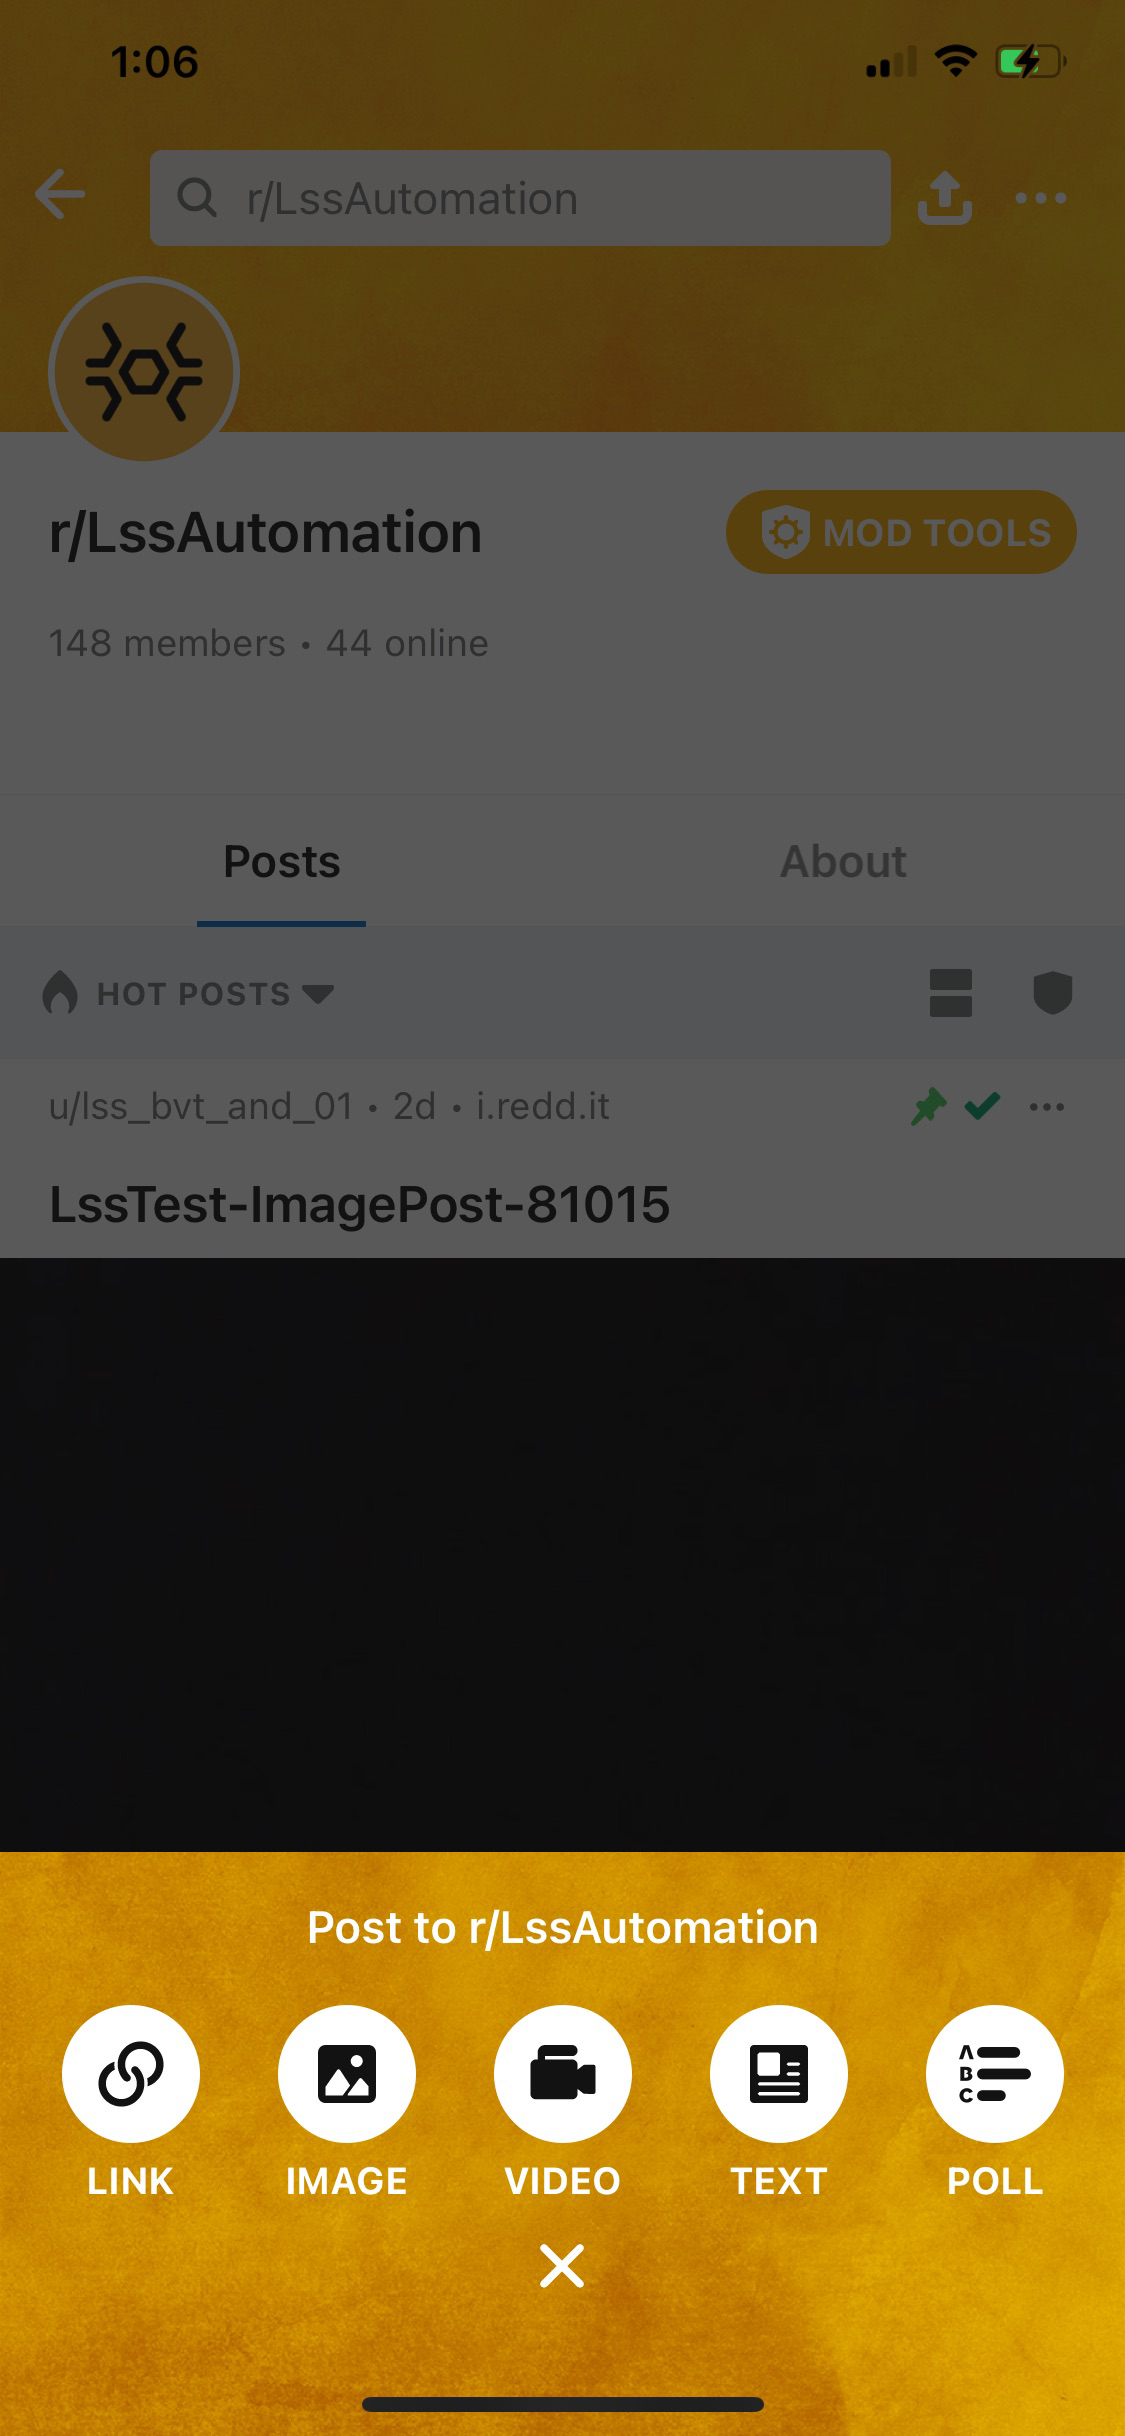 1:06
r/LssAutomation
r/LssAutomation
MOD TOOLS
148 members • 44 online
Posts
About
HOT POSTS
u/lss_bvt_and_01 • 2d • i.redd.it
LssTest-ImagePost-81015
Post to r/LssAutomation
A
B
C
LINK
IMAGE
VIDEO
TEXT
POLL